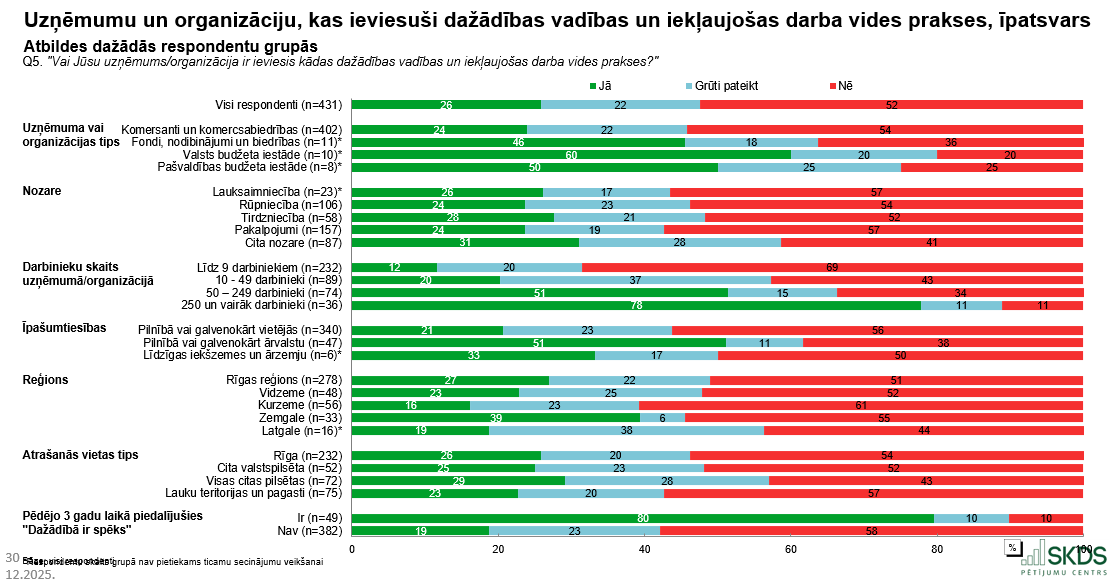 Uzņēmumu un organizāciju, kas ieviesuši dažādības vadības un iekļaujošas darba vides prakses, īpatsvars
Atbildes dažādās respondentu grupās
Q5. "Vai Jūsu uzņēmums/organizācija ir ieviesis kādas dažādības vadības un iekļaujošas darba vides prakses?"
Jā Grūti pateikt Nē
Visi respondenti (n=431) 26 22 52
Uzņēmuma vai
organizācijas tips
Komersanti un komercsabiedrības (n=402) 24 22 54
Fondi, nodibinājumi un biedrības (n=11)* 46 18 36
Valsts budžeta iestāde (n=10)* 60 20 20
Pašvaldības budžeta iestāde (n=8)* 50 25 25
Nozare
Lauksaimniecība (n=23)* 26 17 57
Rūpniecība (n=106) 24 23 54
Tirdzniecība (n=58) 28 21 52
Pakalpojumi (n=157) 24 19 57
Cita nozare (n=87) 31 28 41
Darbinieku skaits
uzņēmumā/organizācijā
Līdz 9 darbiniekiem (n=232) 12 20 69
10 - 49 darbinieki (n=89) 20 37 43
50 – 249 darbinieki (n=74) 51 15 34
250 un vairāk darbinieki (n=36) 78 11 11
Īpašumtiesības
Pilnībā vai galvenokārt vietējās (n=340) 21 23 56
Pilnībā vai galvenokārt ārvalstu (n=47) 51 11 38
Līdzīgas iekšzemes un ārzemju (n=6)* 33 17 50
Reģions
Rīgas reģions (n=278) 27 22 51
Vidzeme (n=48) 23 25 52
Kurzeme (n=56) 16 23 61
Zemgale (n=33) 39 6 55
Latgale (n=16)* 19 38 44
Atrašanās vietas tips
Rīga (n=232) 26 20 54
Cita valstspilsēta (n=52) 25 23 52
Visas citas pilsētas (n=72) 29 28 43
Lauku teritorijas un pagasti (n=75) 23 20 57
Pēdējo 3 gadu laikā piedalījušies
"Dažādībā ir spēks"
Ir (n=49) 80 10 10
Nav (n=382) 19 23 58
0 20 40 60 80 100
%
30
12.2025.
Bāze: visi respondenti
*Respondentu skaits grupā nav pietiekams ticamu secinājumu veikšanai
SKDS
PĒTĪJUMU CENTRS